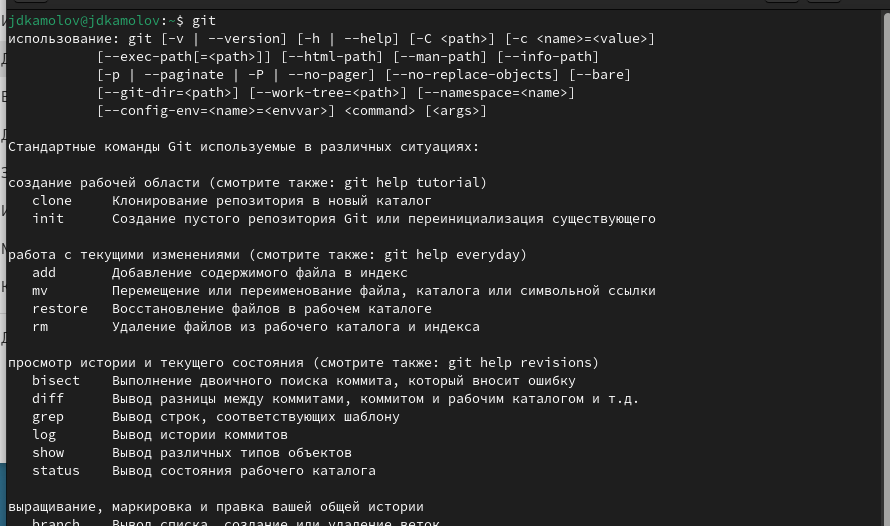 jdkamolov@jdkamolov:~$ git
использование: git [-v | --version] [-h | --help] [-C <path>] [-c <name>=<value>]
           [--exec-path[=<path>]] [--html-path] [--man-path] [--info-path]
           [-p | --paginate | -P | --no-pager] [--no-replace-objects] [--bare]
           [--git-dir=<path>] [--work-tree=<path>] [--namespace=<name>]
           [--config-env=<name>=<envvar>] <command> [<args>]

Стандартные команды Git используемые в различных ситуациях:

создание рабочей области (смотрите также: git help tutorial)
   clone     Клонирование репозитория в новый каталог
   init      Создание пустого репозитория Git или переинициализация существующего

работа с текущими изменениями (смотрите также: git help everyday)
   add       Добавление содержимого файла в индекс
   mv        Перемещение или переименование файла, каталога или символьной ссылки
   restore   Восстановление файлов в рабочем каталоге
   rm        Удаление файлов из рабочего каталога и индекса

просмотр истории и текущего состояния (смотрите также: git help revisions)
   bisect    Выполнение двоичного поиска коммита, который вносит ошибку
   diff      Вывод разницы между коммитами, коммитом и рабочим каталогом и т.д.
   grep      Вывод строк, соответствующих шаблону
   log       Вывод истории коммитов
   show      Вывод различных типов объектов
   status    Вывод состояния рабочего каталога

выращивание, маркировка и правка вашей общей истории
   branch    Вывод списка, создание или удаление веток